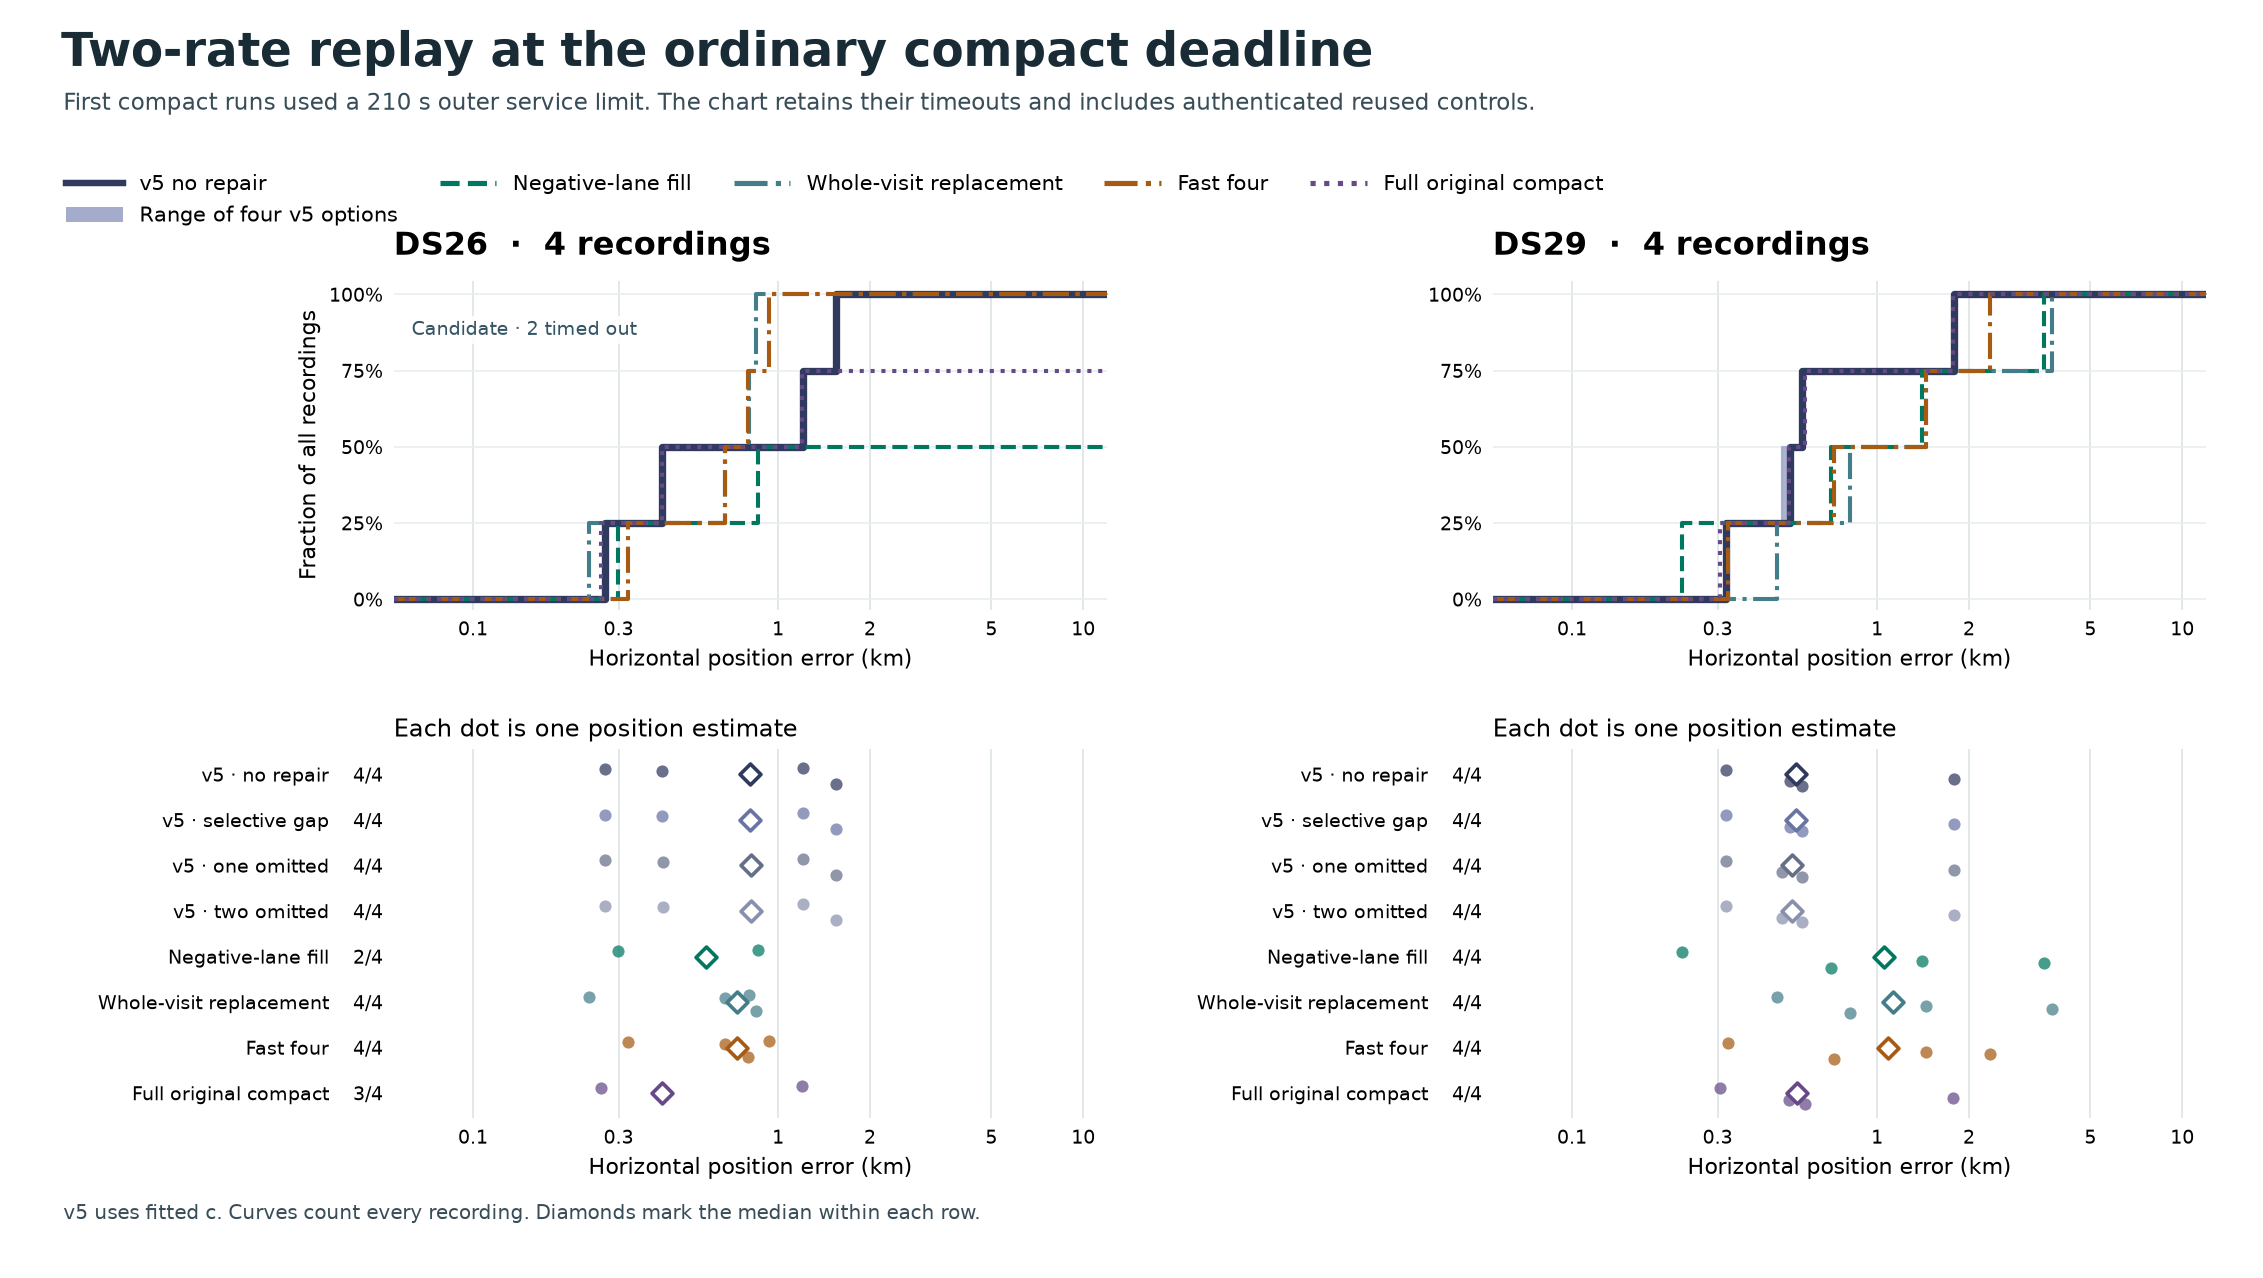 Two-rate replay at the ordinary compact deadline
First compact runs used a 210 s outer service limit. The chart retains their timeouts and includes authenticated reused controls.
v5 no repair
Negative-lane fill
Whole-visit replacement
Fast four
Full original compact
Range of four v5 options
DS26 · 4 recordings
Fraction of all recordings
100%
75%
50%
25%
0%
Candidate · 2 timed out
0.1 0.3 1 2 5 10
Horizontal position error (km)
DS29 · 4 recordings
100%
75%
50%
25%
0%
0.1 0.3 1 2 5 10
Horizontal position error (km)
Each dot is one position estimate
v5 · no repair 4/4
v5 · selective gap 4/4
v5 · one omitted 4/4
v5 · two omitted 4/4
Negative-lane fill 2/4
Whole-visit replacement 4/4
Fast four 4/4
Full original compact 3/4
0.1 0.3 1 2 5 10
Horizontal position error (km)
Each dot is one position estimate
v5 · no repair 4/4
v5 · selective gap 4/4
v5 · one omitted 4/4
v5 · two omitted 4/4
Negative-lane fill 4/4
Whole-visit replacement 4/4
Fast four 4/4
Full original compact 4/4
0.1 0.3 1 2 5 10
Horizontal position error (km)
v5 uses fitted c. Curves count every recording. Diamonds mark the median within each row.